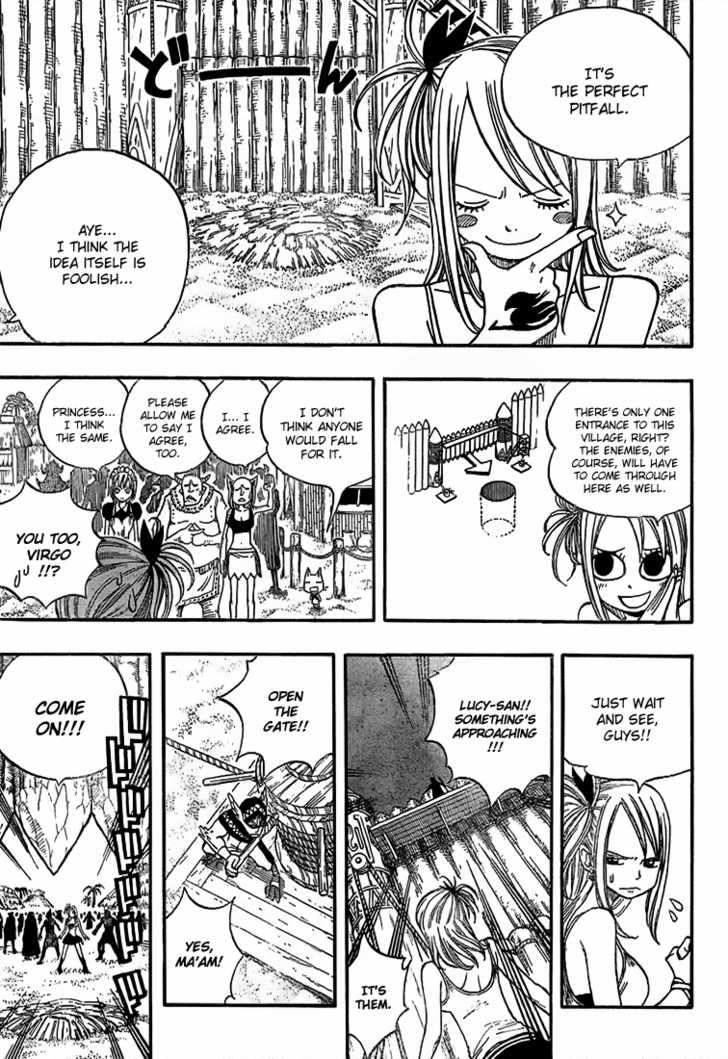 IT'S
THE PERFECT
PITFALL.
どーん
AYE...
I THINK THE
IDEA ITSELF IS
FOOLISH...
THERE'S ONLY ONE
ENTRANCE TO THIS
VILLAGE, RIGHT?
THE ENEMIES, OF
COURSE, WILL HAVE
TO COME THROUGH
HERE AS WELL.
I DON'T
THINK ANYONE
WOULD FALL
FOR IT.
I... I
AGREE.
PLEASE
ALLOW ME
TO SAY I
AGREE,
TOO.
PRINCESS...
I THINK
THE SAME.
YOU TOO,
VIRGO
!!?
JUST WAIT
AND SEE,
GUYS!!
LUCY-SAN!!
SOMETHING'S
APPROACHING
!!!
IT'S
THEM.
OPEN
THE
GATE!!
YES,
MA'AM!
COME
ON!!!